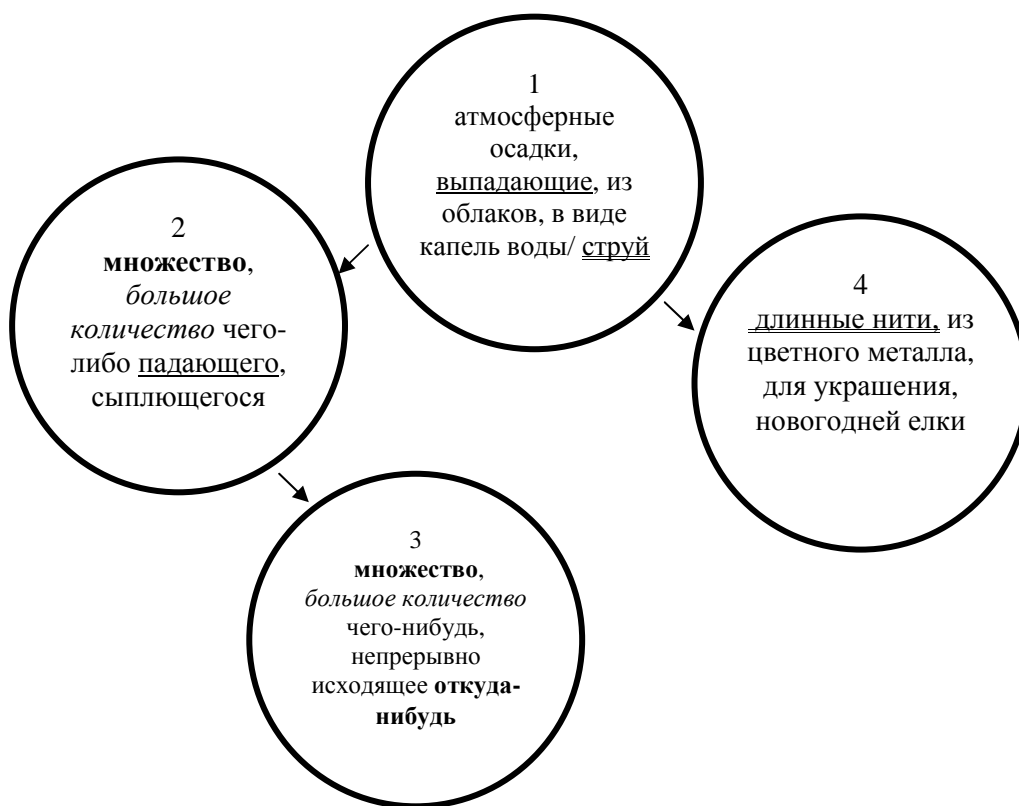 1
атмосферные
осадки,
выпадающие, из
облаков, в виде
капель воды/ струй
2
множество,
большое
количество чего-
либо падающего,
сыплющегося
4
длинные нити, из
цветного металла,
для украшения,
новогодней елки
3
множество,
большое количество
чего-нибудь,
непрерывно
исходящее откуда-
нибудь